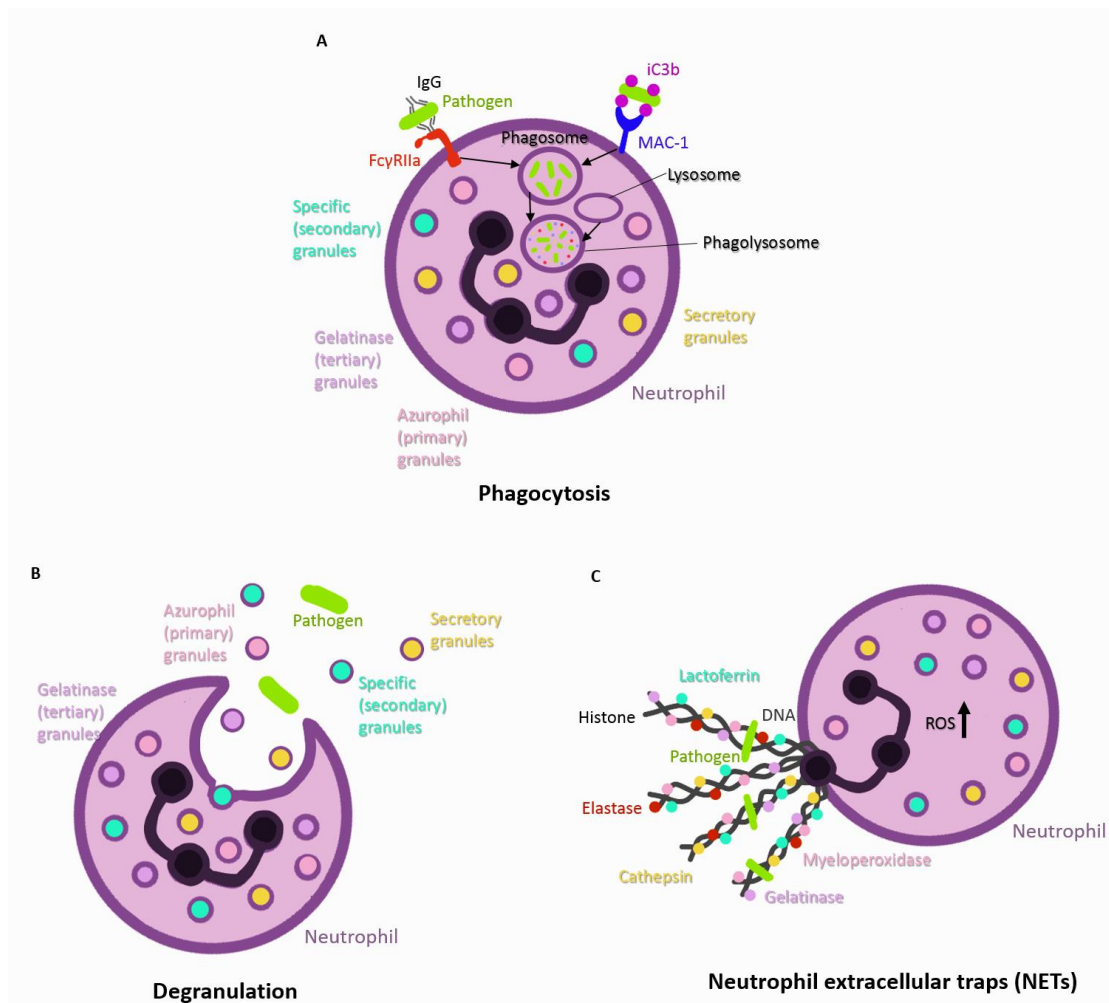 A
iC3b
IgG
Pathogen
Phagosome
MAC-1
FcγRIIa
Lysosome
Specific
(secondary)
granules
Phagolysosome
Secretory
granules
Gelatinase
(tertiary)
granules
Neutrophil
Azurophil
(primary)
granules
Phagocytosis
B
Azurophil
(primary)
granules
Pathogen
Secretory
granules
Gelatinase
(tertiary)
granules
Specific
(secondary)
granules
Neutrophil
Degranulation
C
Lactoferrin
Histone
DNA
ROS
Pathogen
Elastase
Neutrophil
Myeloperoxidase
Cathepsin
Gelatinase
Neutrophil extracellular traps (NETs)